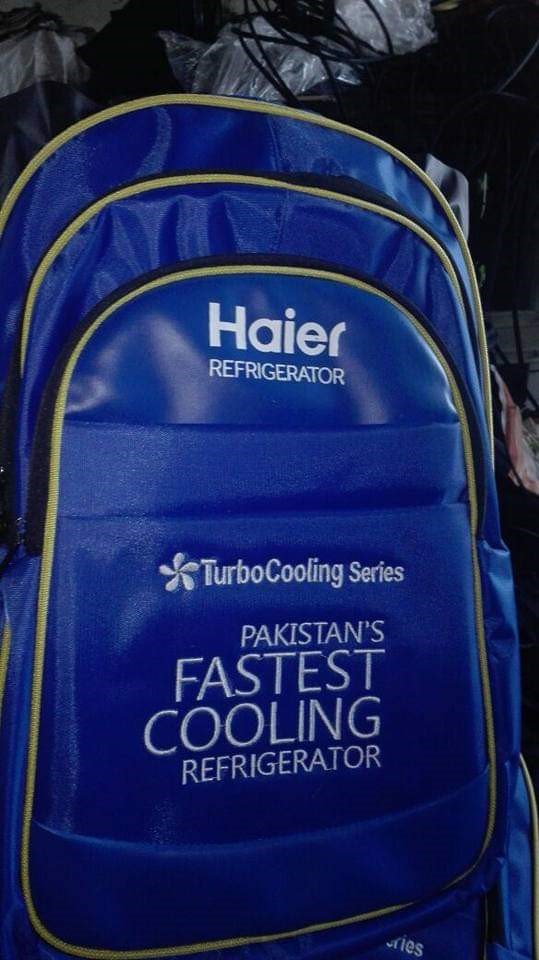 Haier
REFRIGERATOR
TurboCooling Series
PAKISTAN'S
FASTEST
COOLING
REFRIGERATOR